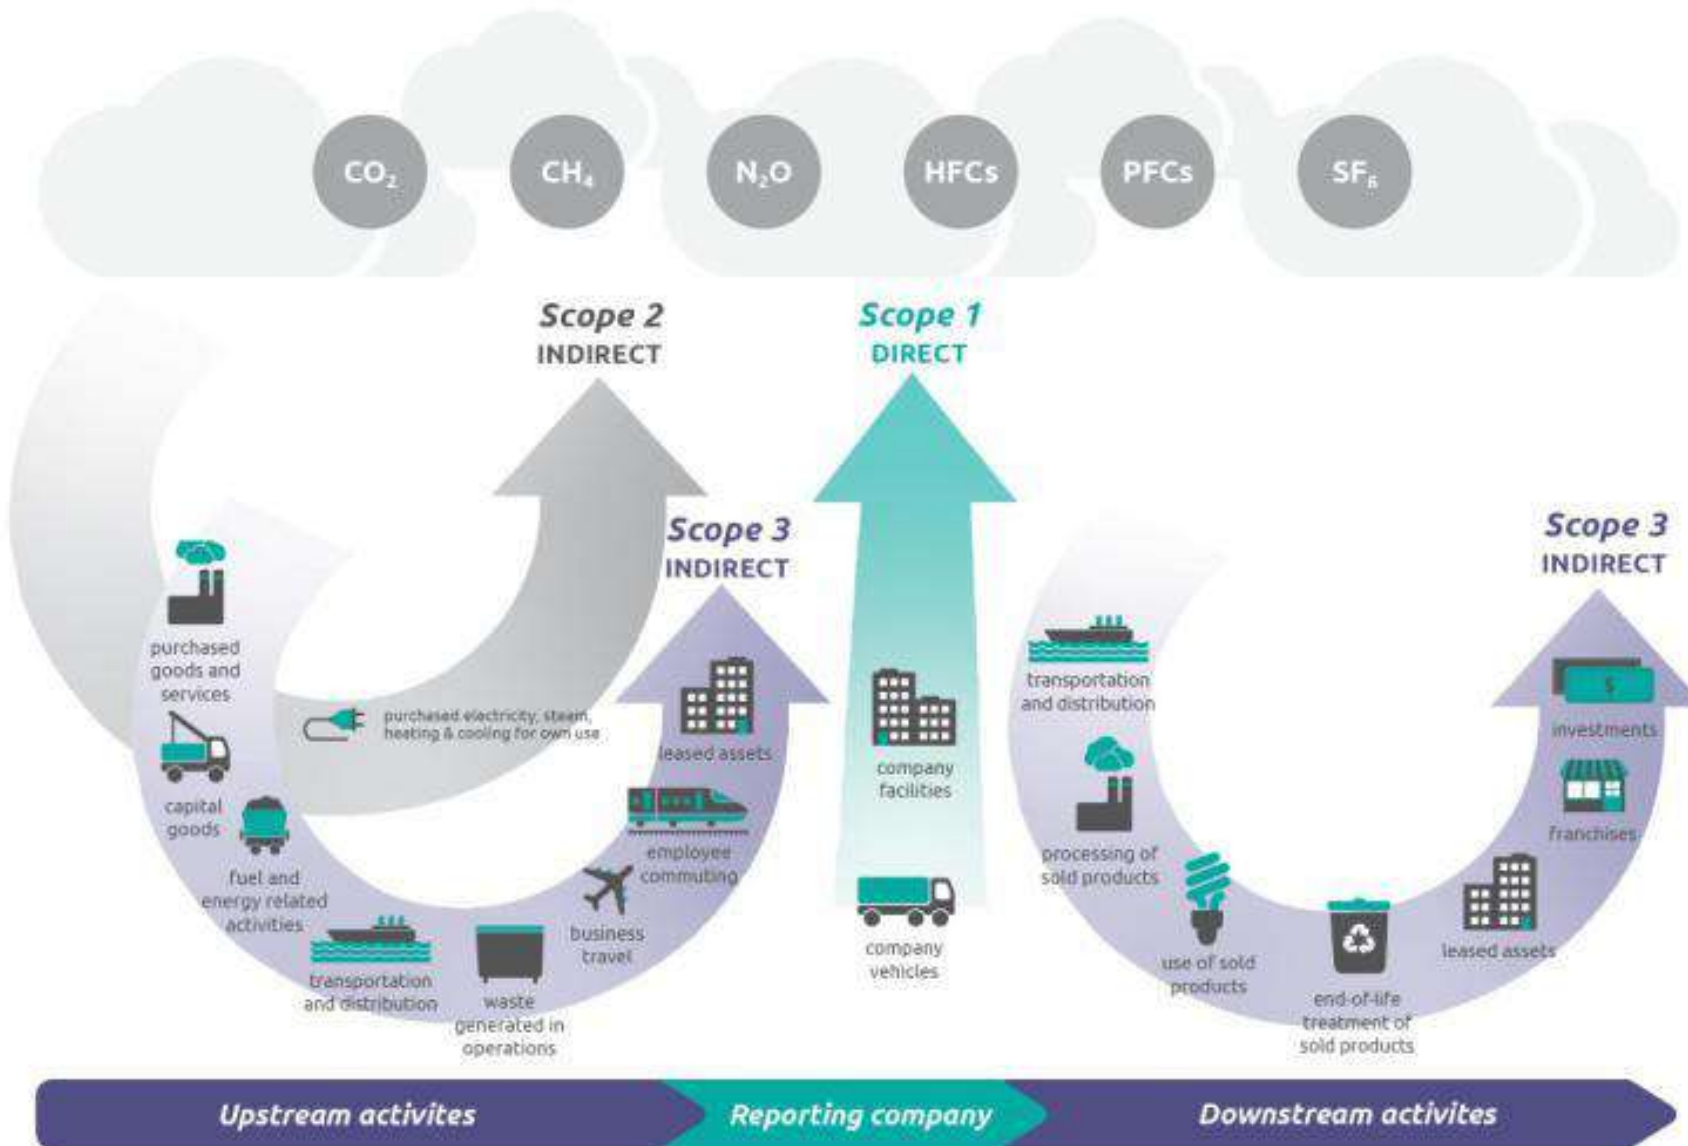 CO₂
CH₄
N₂O
HFCs
PFCs
SF₆
Scope 2
INDIRECT
Scope 1
DIRECT
Scope 3
INDIRECT
Scope 3
INDIRECT
purchased
goods and
services
capital
goods
fuel and
energy related
activities
transportation
and distribution
waste
generated in
operations
business
travel
employee
commuting
leased assets
purchased electricity, steam,
heating & cooling for own use
company
facilities
company
vehicles
transportation
and distribution
processing of
sold products
use of sold
products
end-of-life
treatment of
sold products
leased assets
franchises
investments
$
Upstream activites
Reporting company
Downstream activites